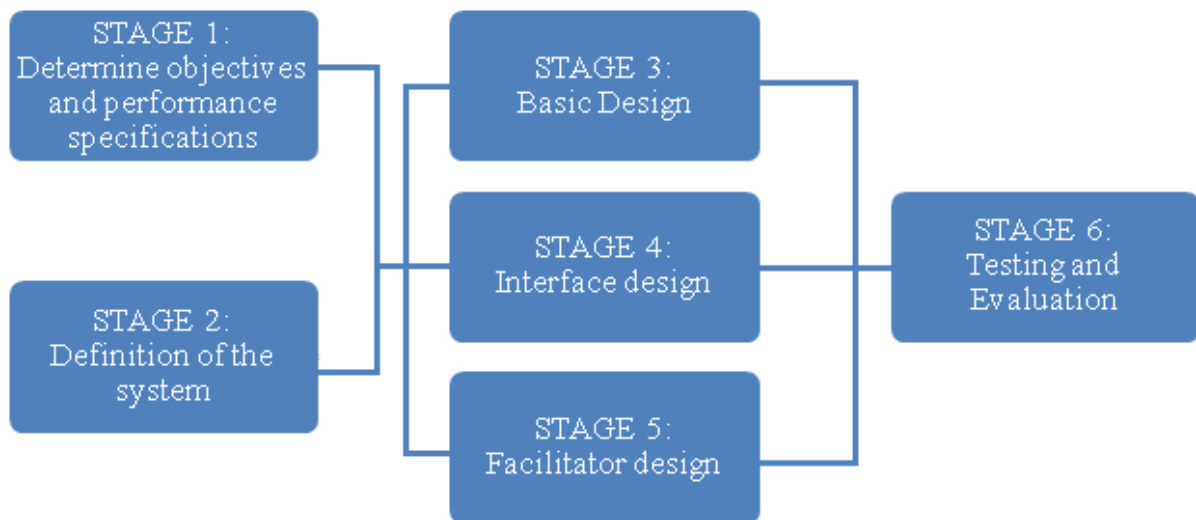 STAGE 1:
Determine objectives
and performance
specifications
STAGE 2:
Definition of the
system
STAGE 3:
Basic Design
STAGE 4:
Interface design
STAGE 5:
Facilitator design
STAGE 6:
Testing and
Evaluation